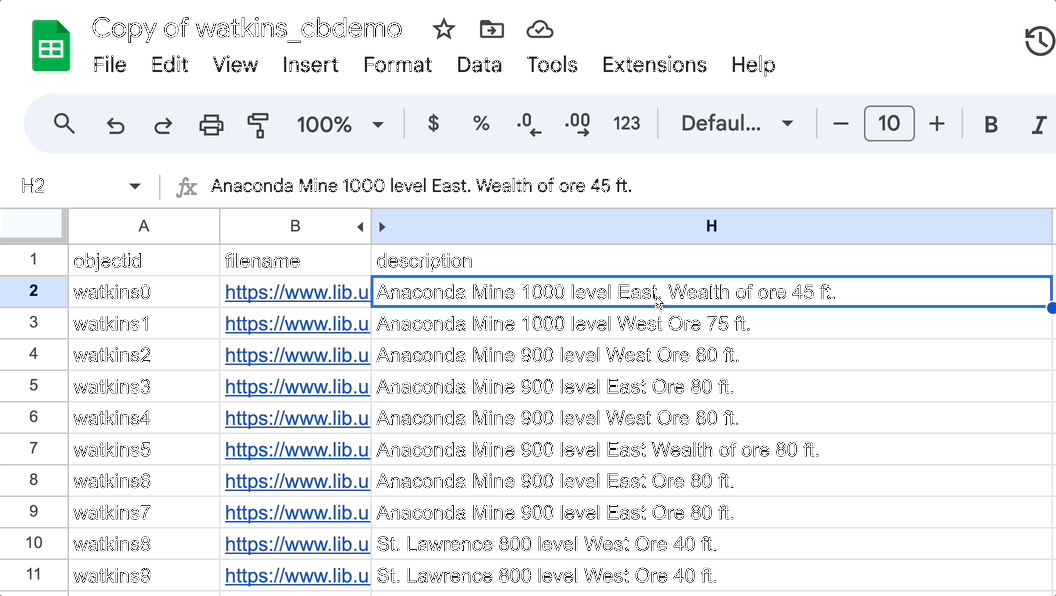 Copy of watkins_cbdemo
File Edit View Insert Format Data Tools Extensions Help
100% $ % .0 .00 123 Defaul... 10 B I
H2 fx Anaconda Mine 1000 level East. Wealth of ore 45 ft.
A B H
1 objectid filename description
2 watkins0 https://www.lib.u Anaconda Mine 1000 level East. Wealth of ore 45 ft.
3 watkins1 https://www.lib.u Anaconda Mine 1000 level West Ore 75 ft.
4 watkins2 https://www.lib.u Anaconda Mine 900 level West Ore 80 ft.
5 watkins3 https://www.lib.u Anaconda Mine 900 level East Ore 80 ft.
6 watkins4 https://www.lib.u Anaconda Mine 900 level West Ore 80 ft.
7 watkins5 https://www.lib.u Anaconda Mine 900 level East Wealth of ore 80 ft.
8 watkins6 https://www.lib.u Anaconda Mine 900 level East Ore 80 ft.
9 watkins7 https://www.lib.u Anaconda Mine 900 level East Ore 80 ft.
10 watkins8 https://www.lib.u St. Lawrence 800 level West Ore 40 ft.
11 watkins9 https://www.lib.u St. Lawrence 800 level West Ore 40 ft.